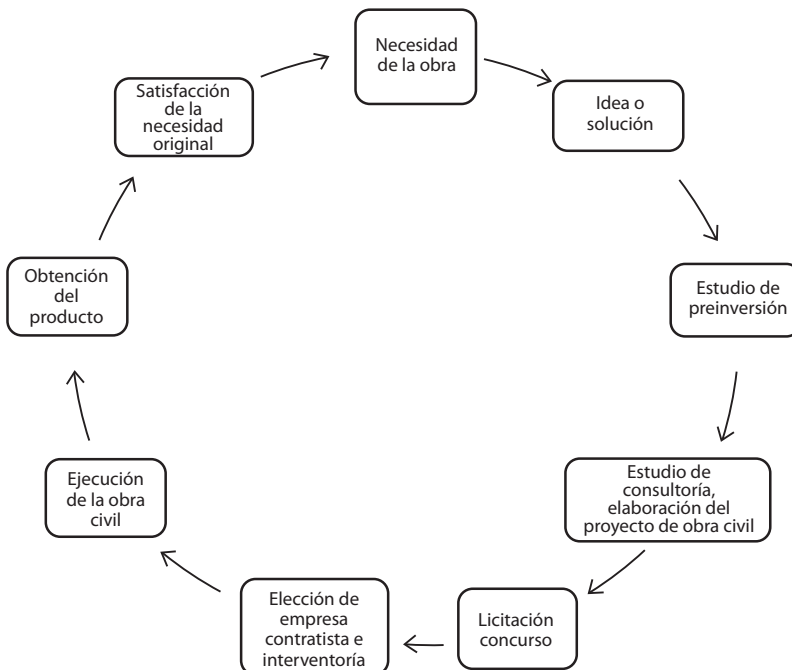 Necesidad
de la obra
Idea o
solución
Estudio de
preinversión
Estudio de
consultoría,
elaboración del
proyecto de obra civil
Licitación
concurso
Elección de
empresa
contratista e
interventoría
Ejecución
de la obra
civil
Obtención
del
producto
Satisfacción
de la
necesidad
original